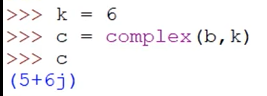 >>> k = 6
>>> c = complex(b,k)
>>> c
(5+6j)